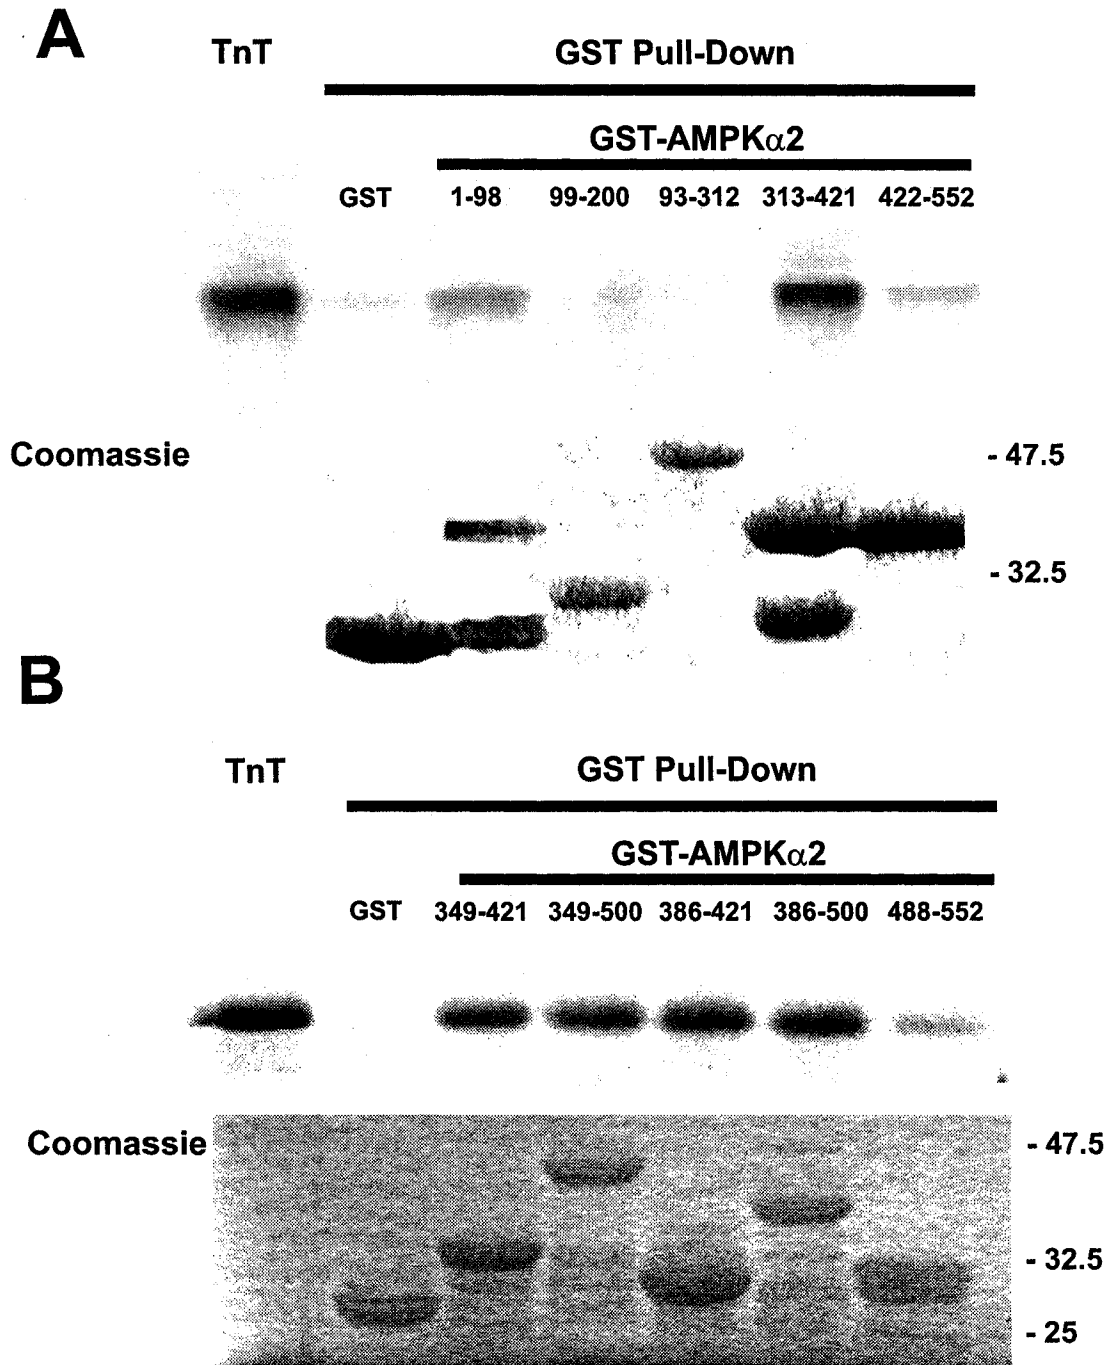 A
TnT GST Pull-Down
GST-AMPKα2
GST 1-98 99-200 93-312 313-421 422-552
Coomassie
- 47.5
- 32.5
B
TnT GST Pull-Down
GST-AMPKα2
GST 349-421 349-500 386-421 386-500 488-552
Coomassie
- 47.5
- 32.5
- 25